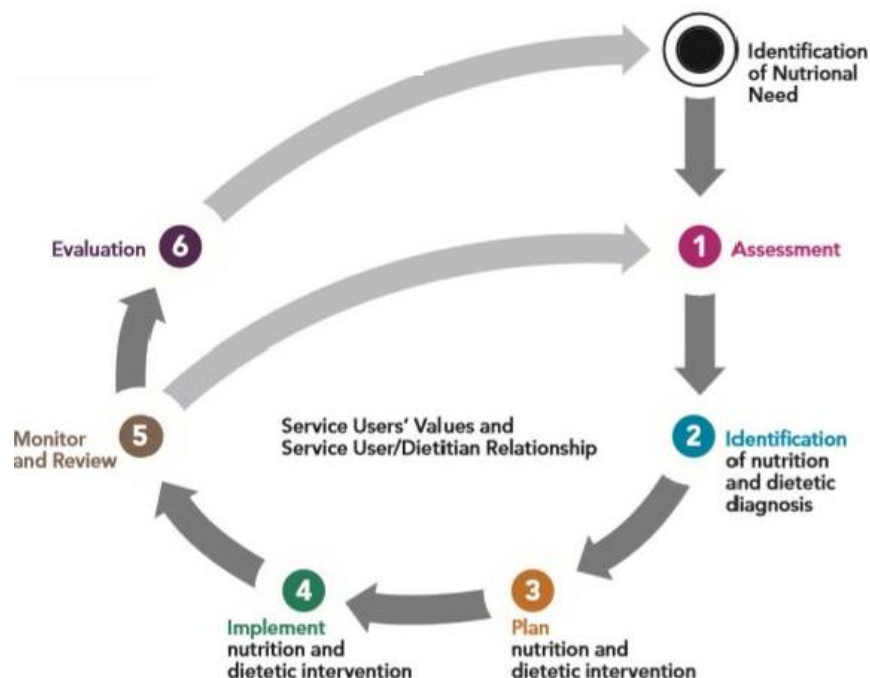 Identification
of Nutrional
Need
1 Assessment
2 Identification
of nutrition
and dietetic
diagnosis
3
Plan
nutrition and
dietetic intervention
4
Implement
nutrition and
dietetic intervention
Monitor
and Review 5
Evaluation 6
Service Users' Values and
Service User/Dietitian Relationship